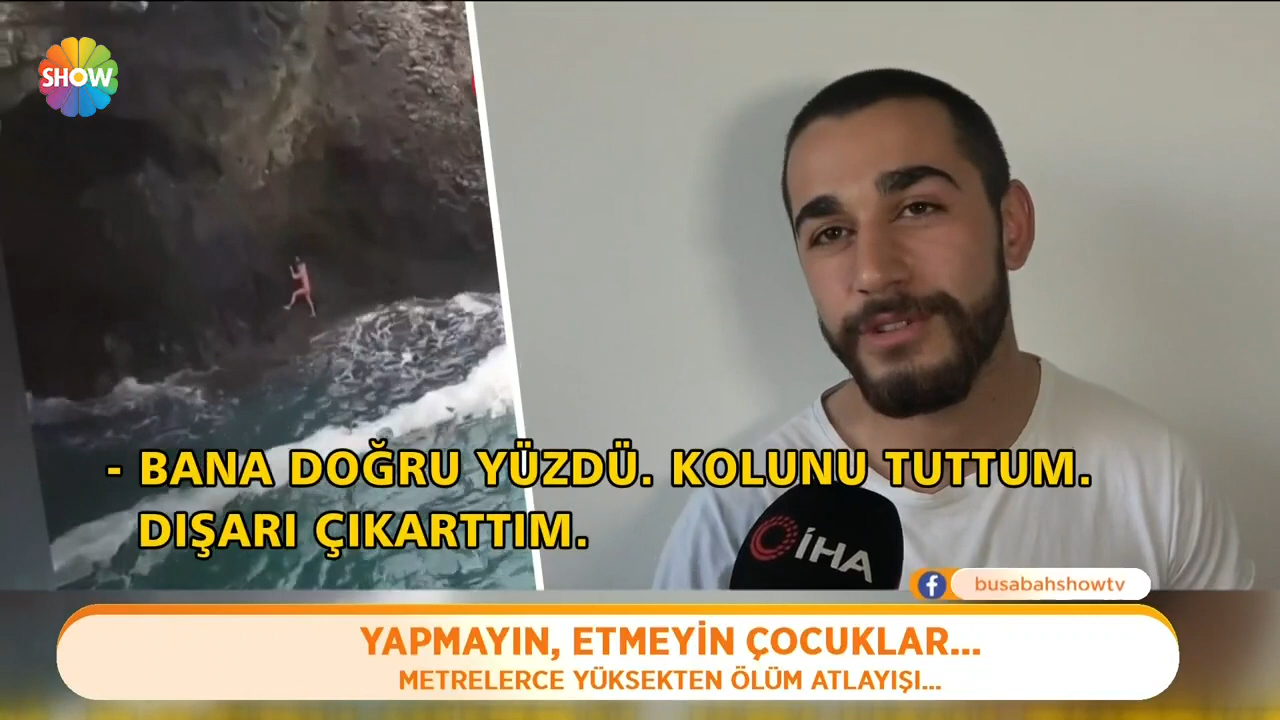 SHOW
- BANA DOĞRU YÜZDÜ. KOLUNU TUTTUM.
DIŞARI ÇIKARTTIM.
İHA
busabahshowtv
YAPMAYIN, ETMEYİN ÇOCUKLAR...
METRELERCE YÜKSEKTEN ÖLÜM ATLAYIŞI...